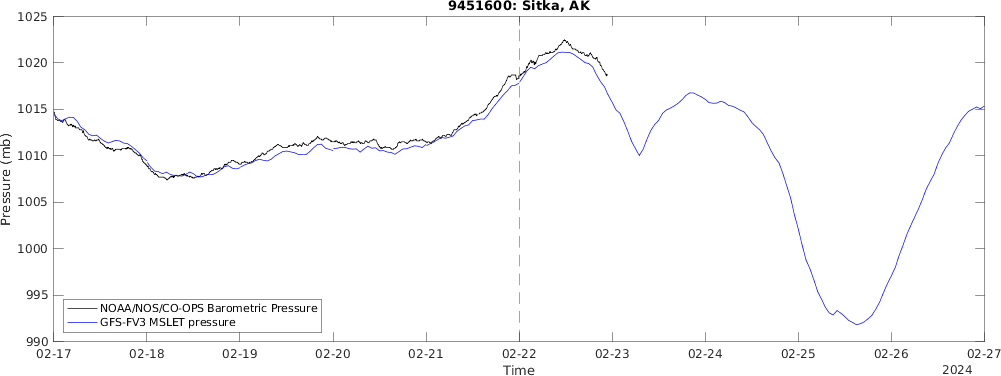 9451600: Sitka, AK
1025
1020
1015
1010
1005
1000
995
990
Pressure (mb)
NOAA/NOS/CO-OPS Barometric Pressure
GFS-FV3 MSLET pressure
02-17 02-18 02-19 02-20 02-21 02-22 02-23 02-24 02-25 02-26 02-27
Time
2024